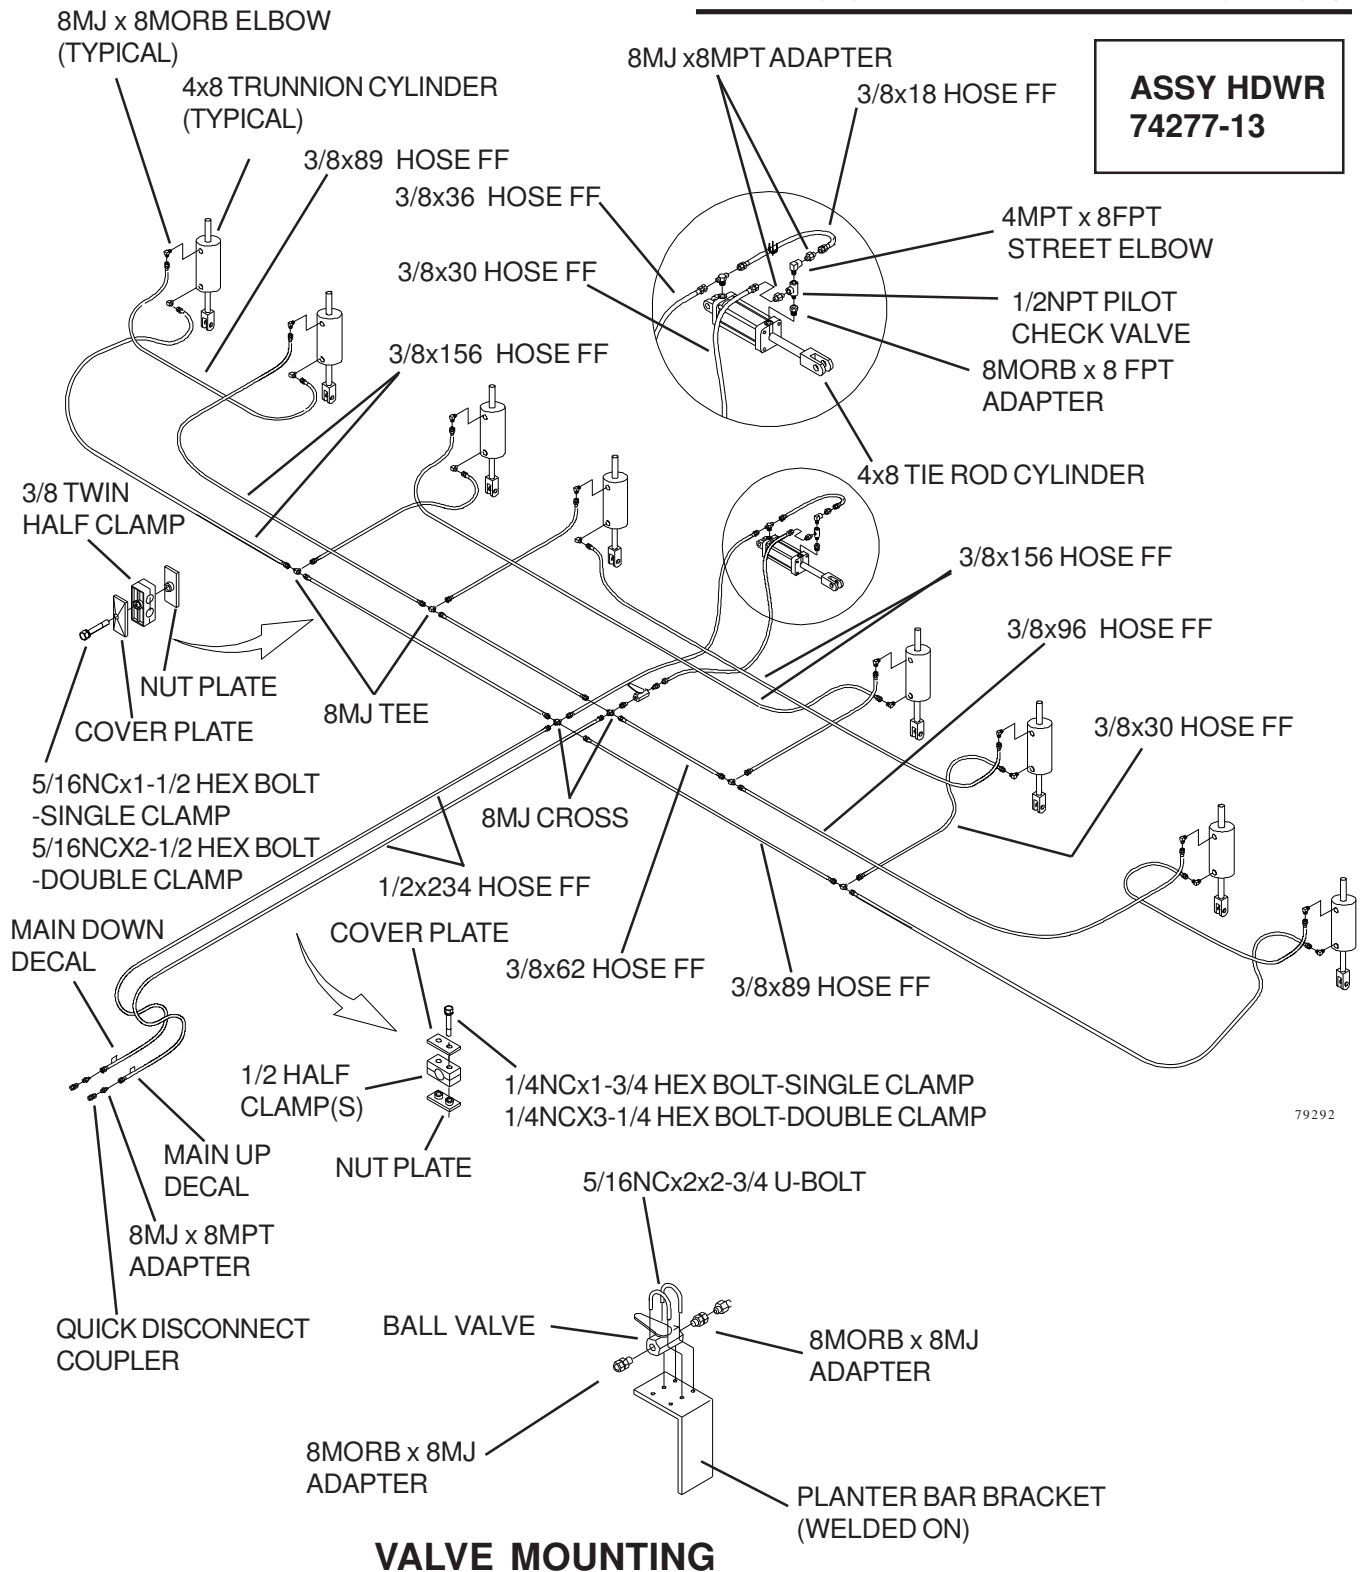 8MJ x 8MORB ELBOW
(TYPICAL)
4x8 TRUNNION CYLINDER
(TYPICAL)
3/8x89 HOSE FF
3/8x36 HOSE FF
3/8x30 HOSE FF
3/8x156 HOSE FF
8MJ x8MPT ADAPTER
3/8x18 HOSE FF
ASSY HDWR
74277-13
4MPT x 8FPT
STREET ELBOW
1/2NPT PILOT
CHECK VALVE
8MORB x 8 FPT
ADAPTER
4x8 TIE ROD CYLINDER
3/8 TWIN
HALF CLAMP
NUT PLATE
COVER PLATE
5/16NCx1-1/2 HEX BOLT
-SINGLE CLAMP
5/16NCX2-1/2 HEX BOLT
-DOUBLE CLAMP
8MJ TEE
3/8x156 HOSE FF
3/8x96 HOSE FF
3/8x30 HOSE FF
8MJ CROSS
1/2x234 HOSE FF
MAIN DOWN
DECAL
COVER PLATE
3/8x62 HOSE FF
3/8x89 HOSE FF
1/2 HALF
CLAMP(S)
1/4NCx1-3/4 HEX BOLT-SINGLE CLAMP
1/4NCX3-1/4 HEX BOLT-DOUBLE CLAMP
79292
MAIN UP
DECAL
NUT PLATE
8MJ x 8MPT
ADAPTER
QUICK DISCONNECT
COUPLER
5/16NCx2x2-3/4 U-BOLT
BALL VALVE
8MORB x 8MJ
ADAPTER
8MORB x 8MJ
ADAPTER
PLANTER BAR BRACKET
(WELDED ON)
VALVE MOUNTING